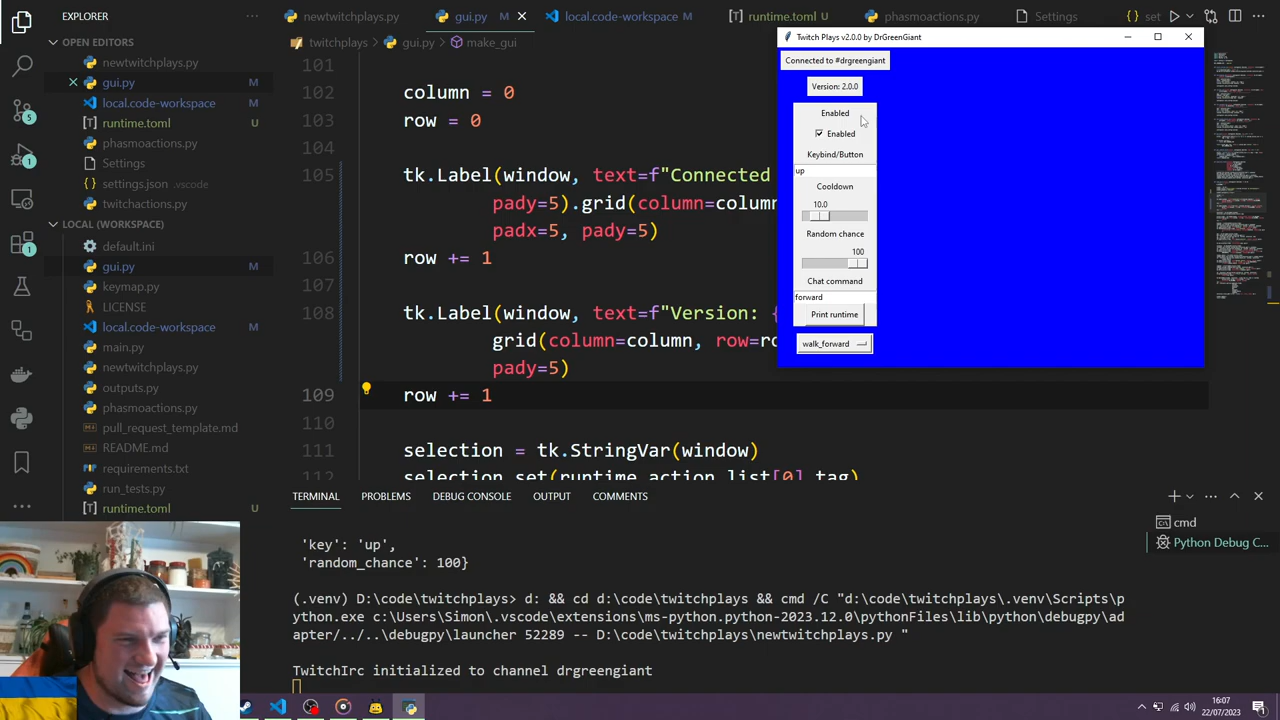 newtwitchplays.py
gui.py M
local.code-workspace
runtime.toml U
phasmoactions.py
Settings
{} set
EXPLORER
twitchplays > gui.py > make_gui
OPEN EDITORS
newtwitchplays.py
gui.py M
local.code-workspace M
runtime.toml U
phasmoactions.py
Settings
settings.json .vscode
twitchactions.py
LOCAL (WORKSPACE)
default.ini
gui.py M
keepalive.py
LICENSE
local.code-workspace M
main.py
newtwitchplays.py
outputs.py
phasmoactions.py
pull_request_template.md
README.md
requirements.txt
run_tests.py
runtime.toml U
101
102 column = 0
103 row = 0
104
105 tk.Label(window, text=f"Connected
pady=5).grid(column=colum
padx=5, pady=5)
106 row += 1
107
108 tk.Label(window, text=f"Version: {
grid(column=column, row=ro
pady=5)
109 row += 1
110
111 selection = tk.StringVar(window)
112 selection.set(runtime.action_list[0].tag)
Twitch Plays v2.0.0 by DrGreenGiant
Connected to #drgreengiant
Version: 2.0.0
Enabled
Enabled
Keybind/Button
up
Cooldown
10.0
Random chance
100
Chat command
forward
Print runtime
walk_forward
TERMINAL PROBLEMS DEBUG CONSOLE OUTPUT COMMENTS
cmd
Python Debug C...
'key': 'up',
'random_chance': 100}
(.venv) D:\code\twitchplays> d: && cd d:\code\twitchplays && cmd /C "d:\code\twitchplays\.venv\Scripts\p
ython.exe c:\Users\Simon\.vscode\extensions\ms-python.python-2023.12.0\pythonFiles\lib\python\debugpy\ad
apter/../..\debugpy\launcher 52289 -- D:\code\twitchplays\newtwitchplays.py "
TwitchIrc initialized to channel drgreengiant
16:07
22/07/2023